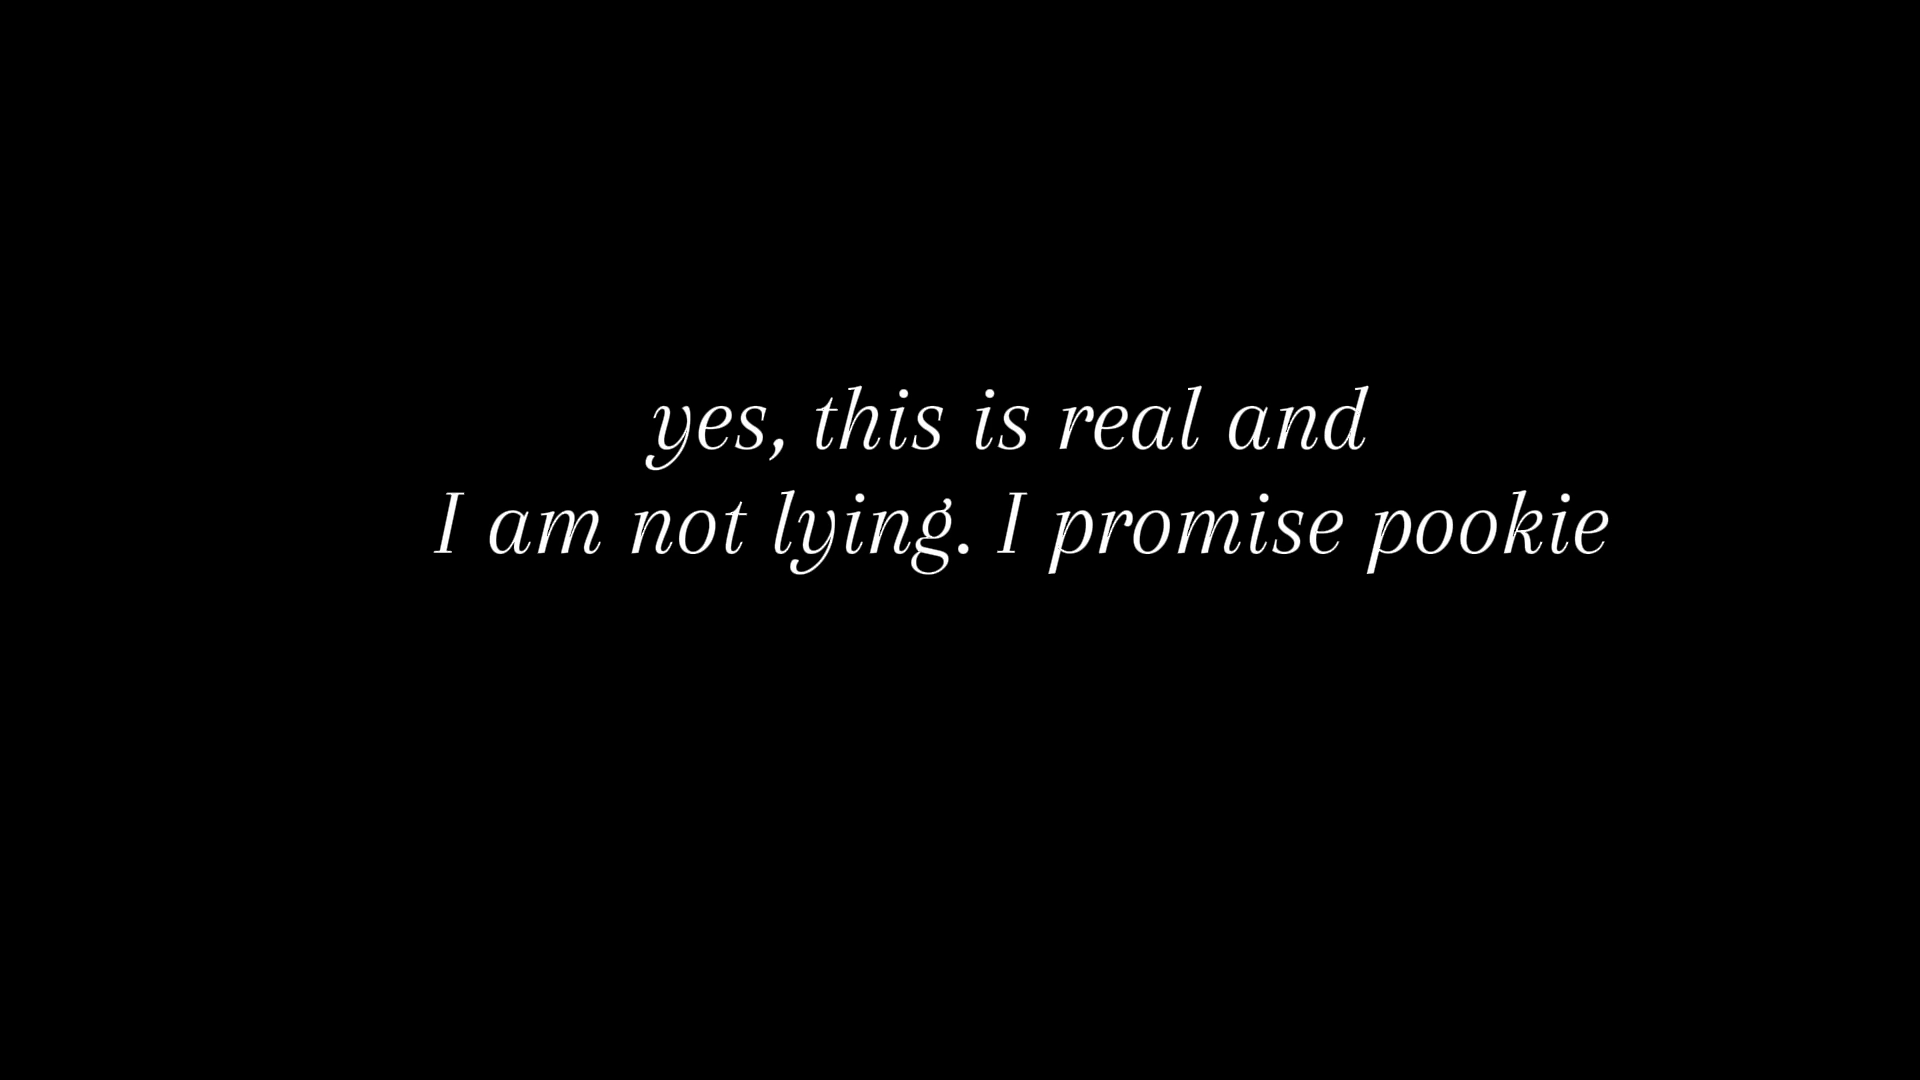 yes, this is real and
I am not lying. I promise pookie